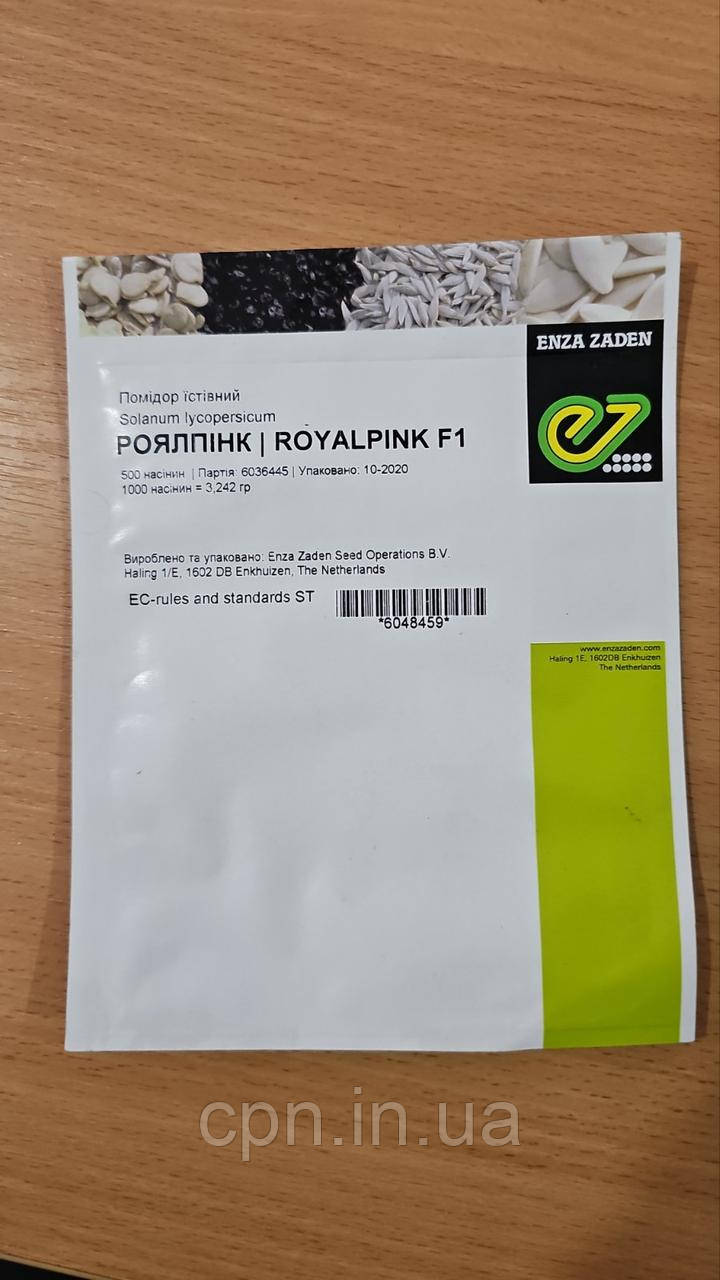 ENZA ZADEN
Помідор їстівний
Solanum lycopersicum
РОЯЛПІНК | ROYALPINK F1
500 насінин | Партія: 6036445 | Упаковано: 10-2020
1000 насінин = 3,242 гр
Вироблено та упаковано: Enza Zaden Seed Operations B.V.
Haling 1/E, 1602 DB Enkhuizen, The Netherlands
EC-rules and standards ST
*6048459*
www.enzazaden.com
Haling 1E, 1602DB Enkhuizen
The Netherlands
cpn.in.ua